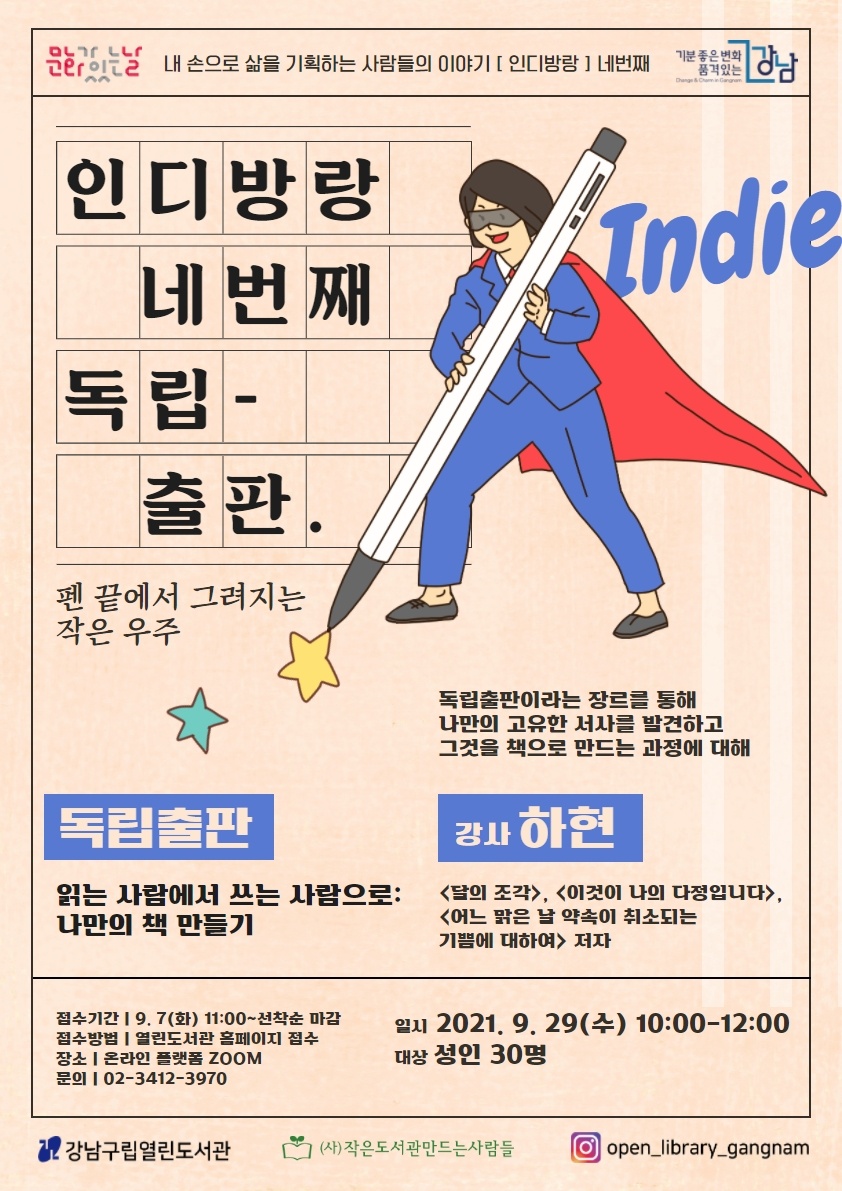 문화가 있는 날
내 손으로 삶을 기획하는 사람들의 이야기 [ 인디방랑 ] 네번째
기분 좋은 변화
품격있는
강남
Change & Charm in Gangnam
인디방랑
네번째
독립-
출판.
Indie
펜 끝에서 그려지는
작은 우주
독립출판이라는 장르를 통해
나만의 고유한 서사를 발견하고
그것을 책으로 만드는 과정에 대해
독립출판
읽는 사람에서 쓰는 사람으로:
나만의 책 만들기
강사 하현
<달의 조각>, <이것이 나의 다정입니다>,
<어느 맑은 날 약속이 취소되는
기쁨에 대하여> 저자
접수기간 | 9. 7(화) 11:00~선착순 마감
접수방법 | 열린도서관 홈페이지 접수
장소 | 온라인 플랫폼 ZOOM
문의 | 02-3412-3970
일시 2021. 9. 29(수) 10:00-12:00
대상 성인 30명
강남구립열린도서관
(사)작은도서관만드는사람들
open_library_gangnam